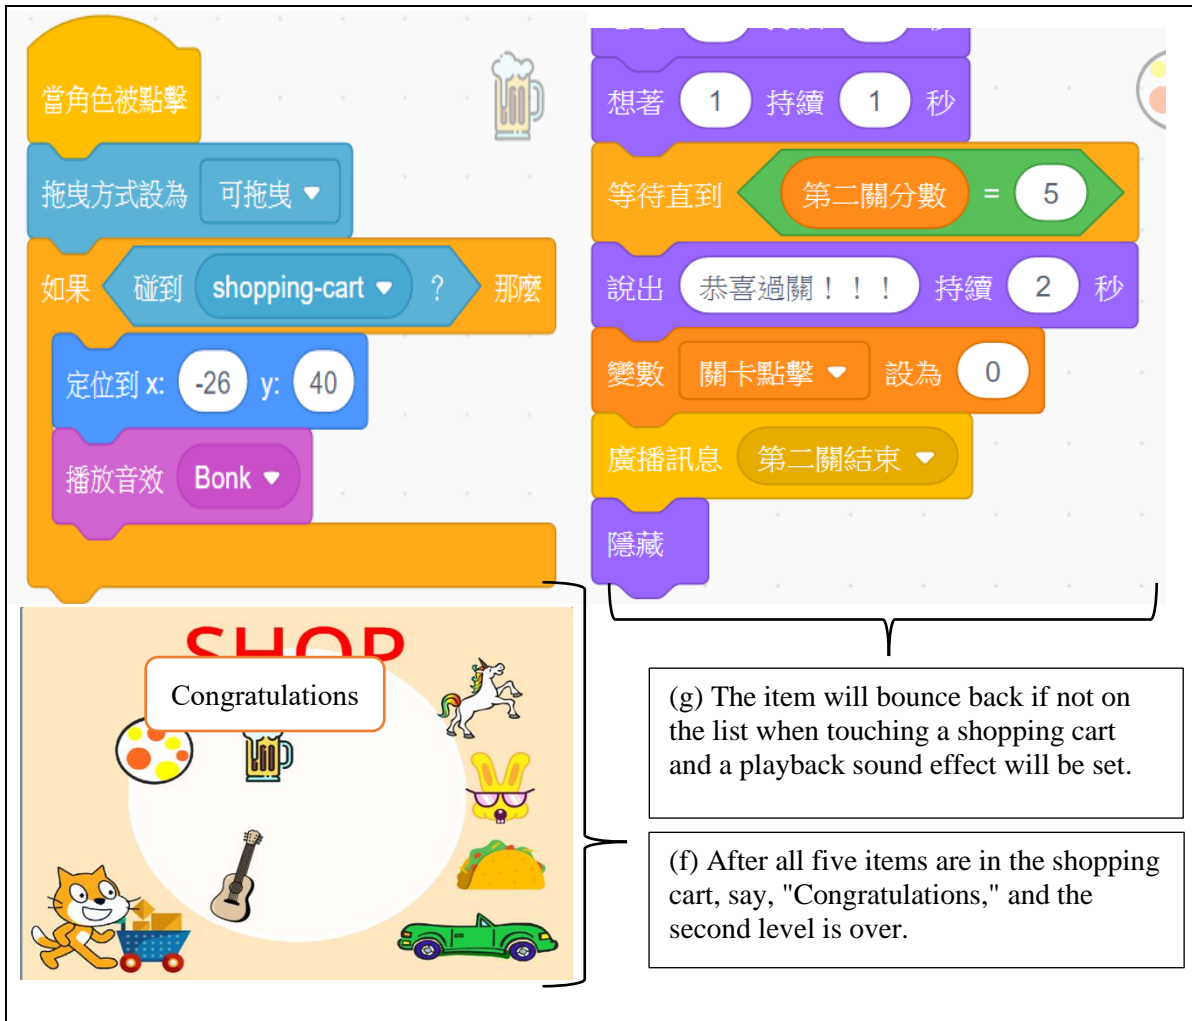 當角色被點擊
拖曳方式設為 可拖曳
如果 碰到 shopping-cart ? 那麼
定位到 x: -26 y: 40
播放音效 Bonk
想著 1 持續 1 秒
等待直到 第二關分數 = 5
說出 恭喜過關！！！ 持續 2 秒
變數 關卡點擊 設為 0
廣播訊息 第二關結束
隱藏
SHOP
Congratulations
(g) The item will bounce back if not on
the list when touching a shopping cart
and a playback sound effect will be set.
(f) After all five items are in the shopping
cart, say, "Congratulations," and the
second level is over.